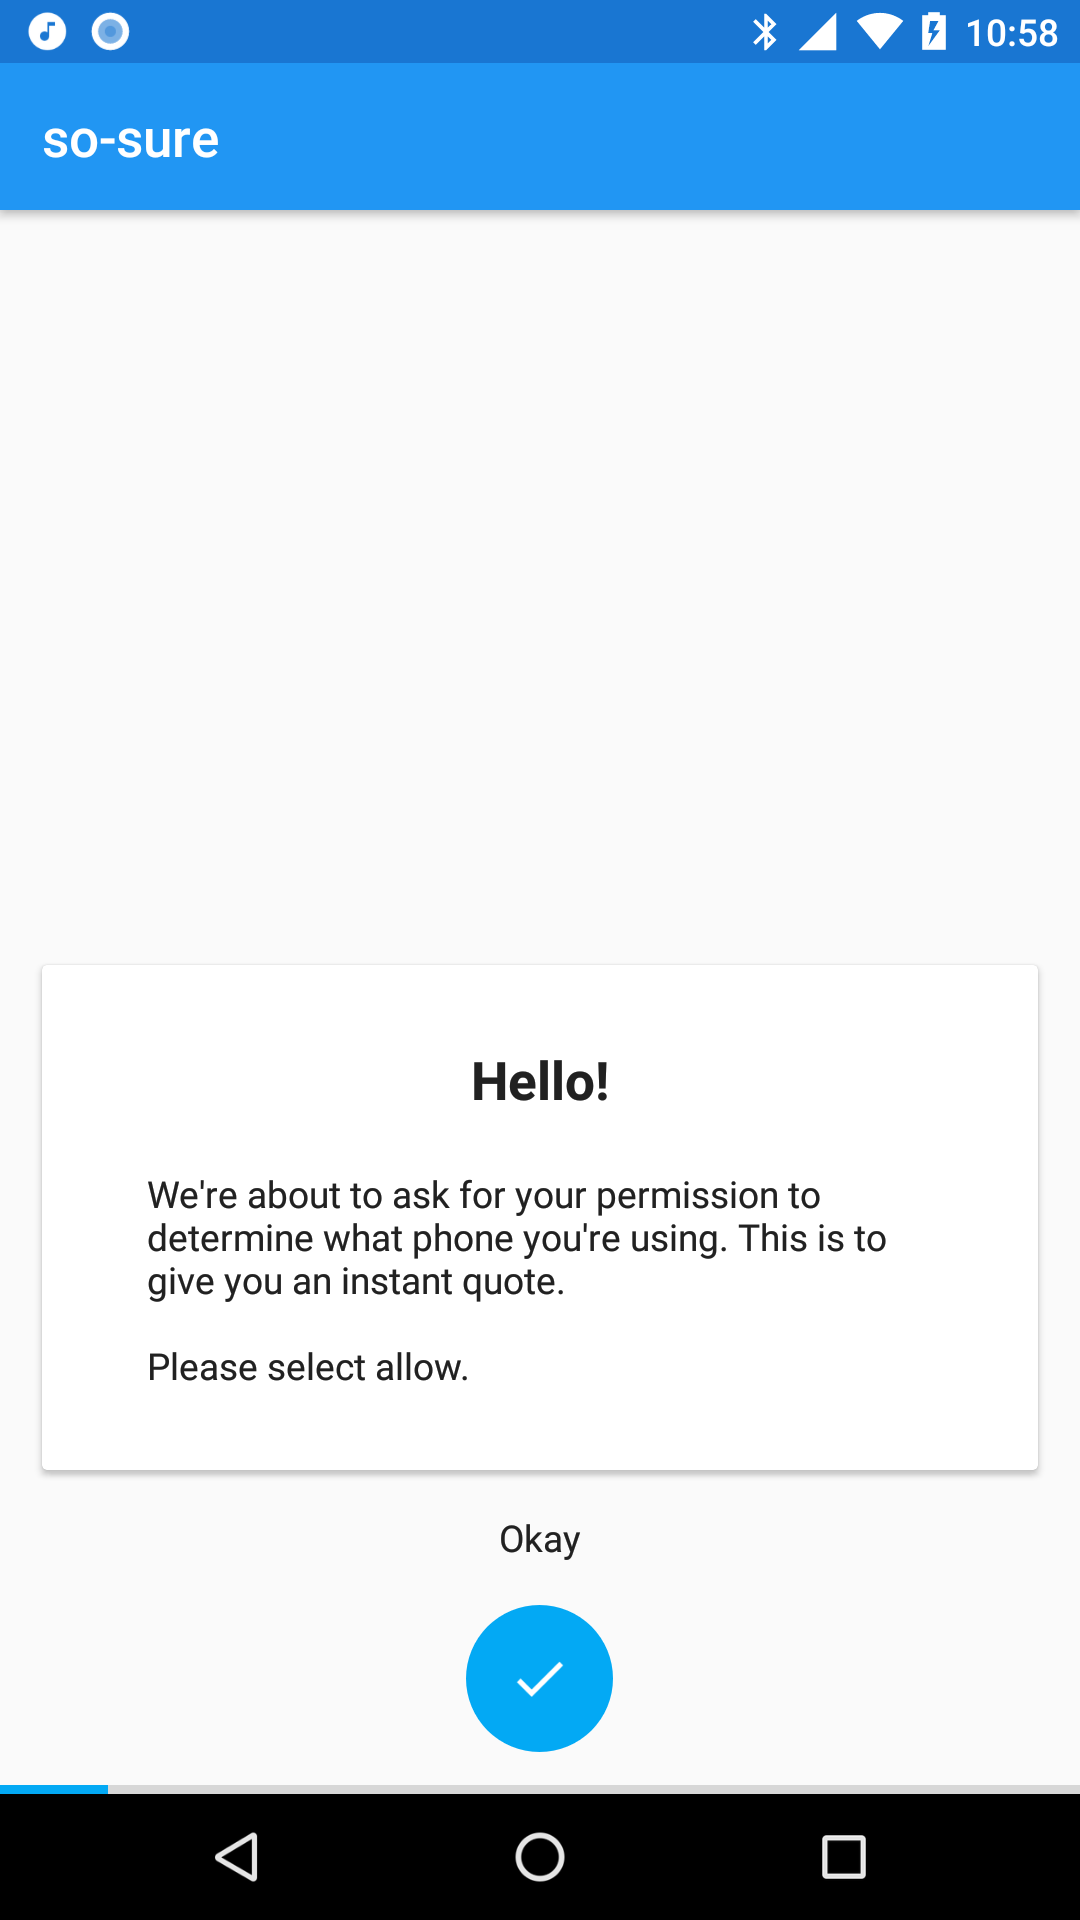 10:58
so-sure
Hello!
We're about to ask for your permission to
determine what phone you're using. This is to
give you an instant quote.
Please select allow.
Okay